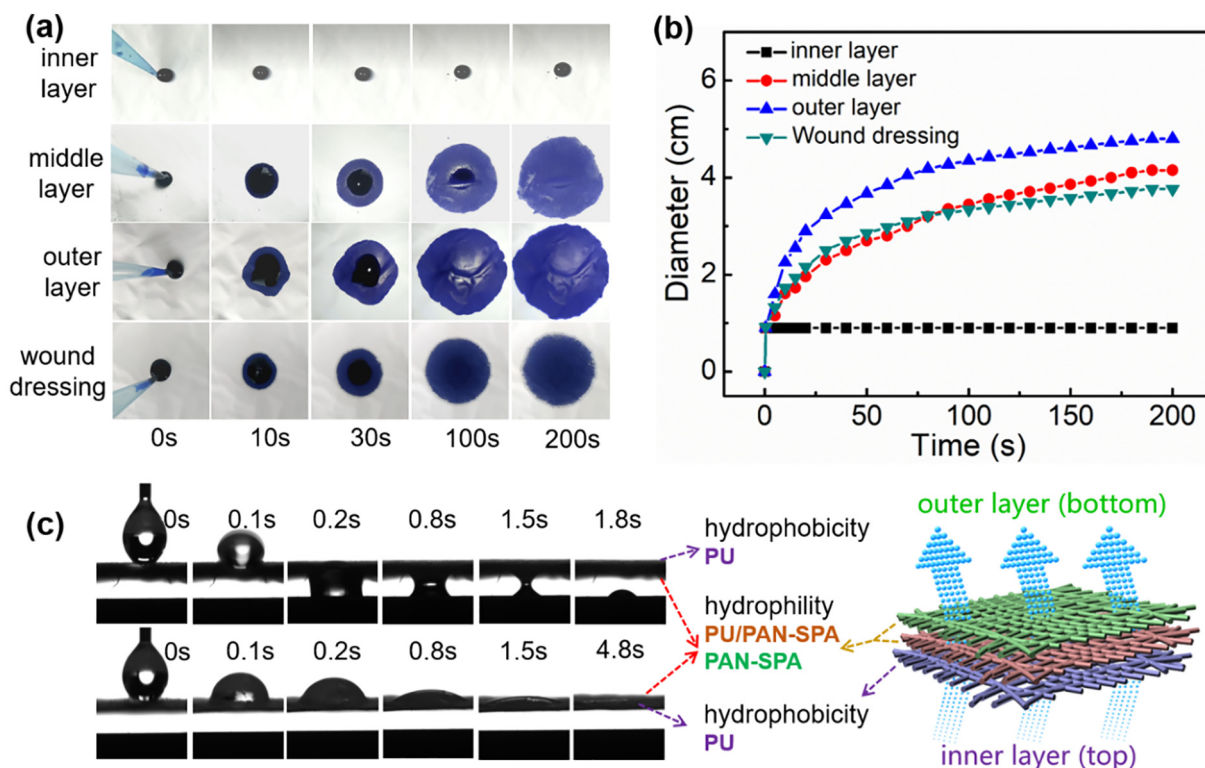 (a)
inner
layer
middle
layer
outer
layer
wound
dressing
0s 10s 30s 100s 200s
(b)
inner layer
middle layer
outer layer
Wound dressing
Diameter (cm)
6
4
2
0
0 50 100 150 200
Time (s)
(c)
0s 0.1s 0.2s 0.8s 1.5s 1.8s
0s 0.1s 0.2s 0.8s 1.5s 4.8s
hydrophobicity
PU
hydrophility
PU/PAN-SPA
PAN-SPA
hydrophobicity
PU
outer layer (bottom)
inner layer (top)